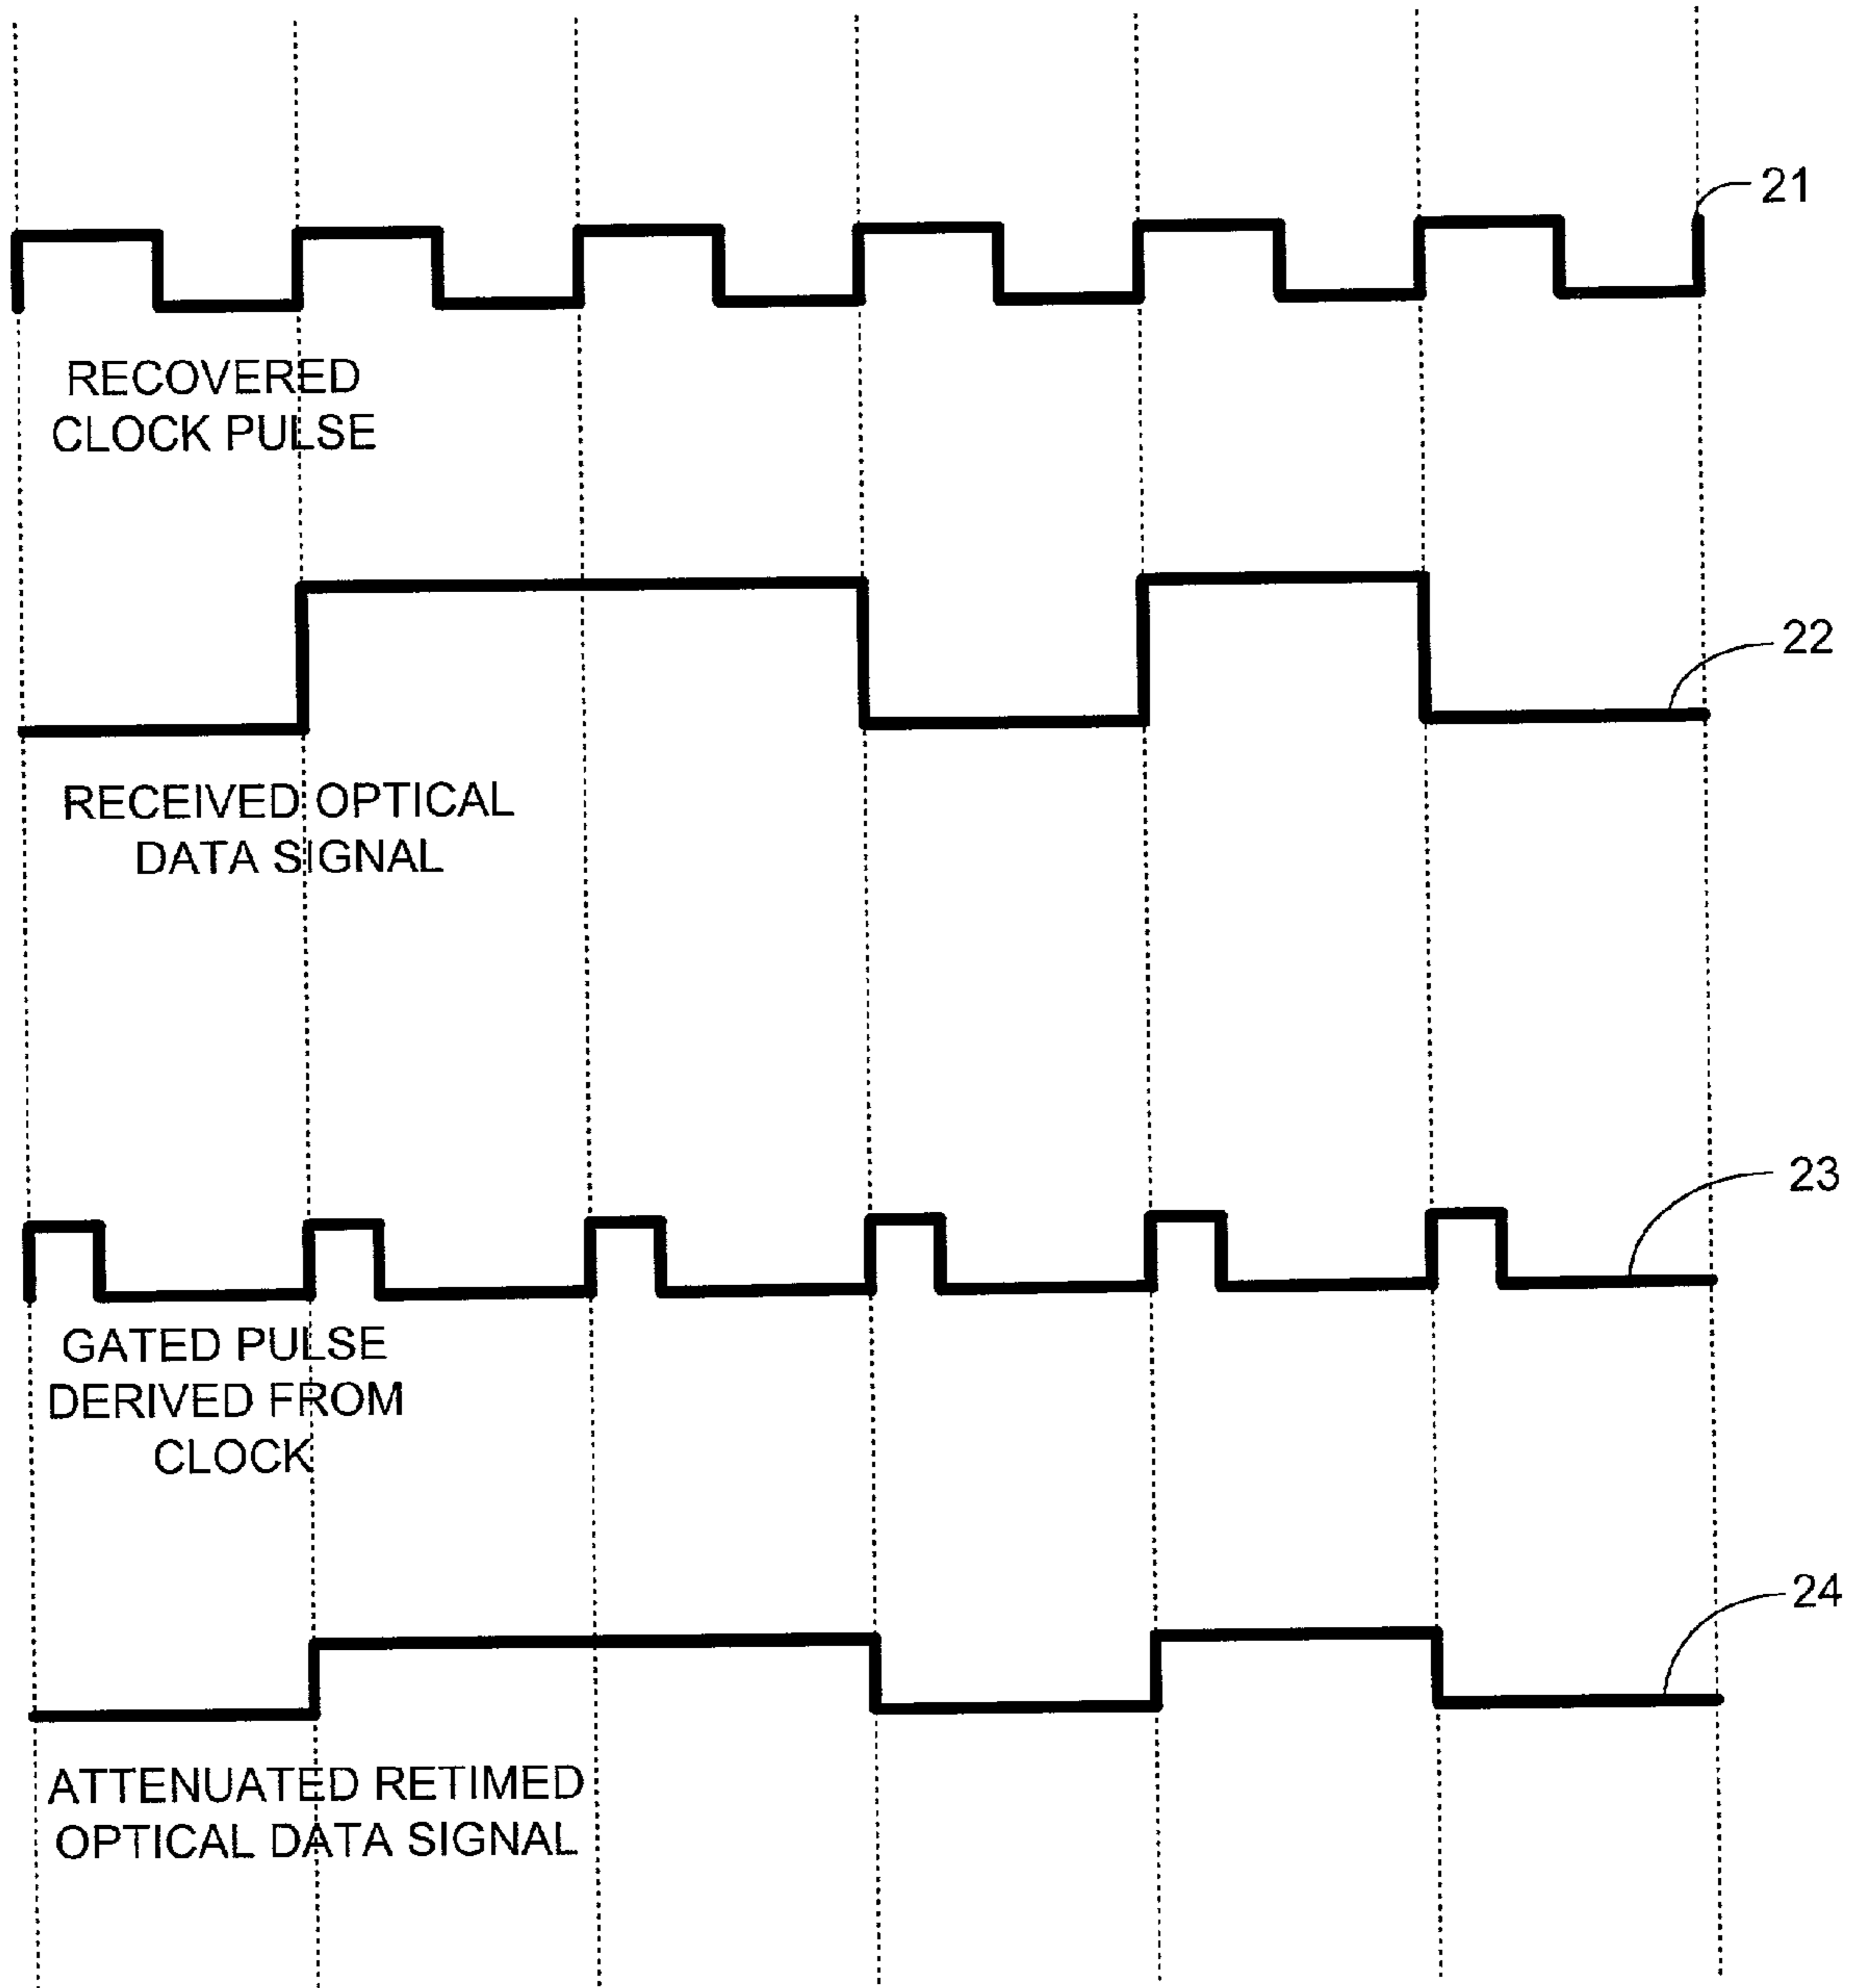 21
RECOVERED
CLOCK PULSE
22
RECEIVED OPTICAL
DATA SIGNAL
23
GATED PULSE
DERIVED FROM
CLOCK
24
ATTENUATED RETIMED
OPTICAL DATA SIGNAL